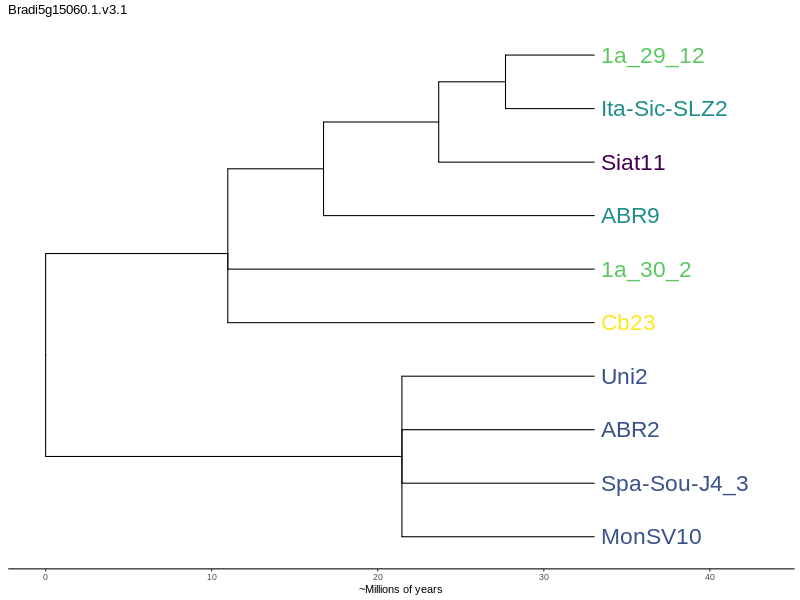 Bradi5g15060.1.v3.1
1a_29_12
Ita-Sic-SLZ2
Siat11
ABR9
1a_30_2
Cb23
Uni2
ABR2
Spa-Sou-J4_3
MonSV10
0 10 20 30 40
~Millions of years